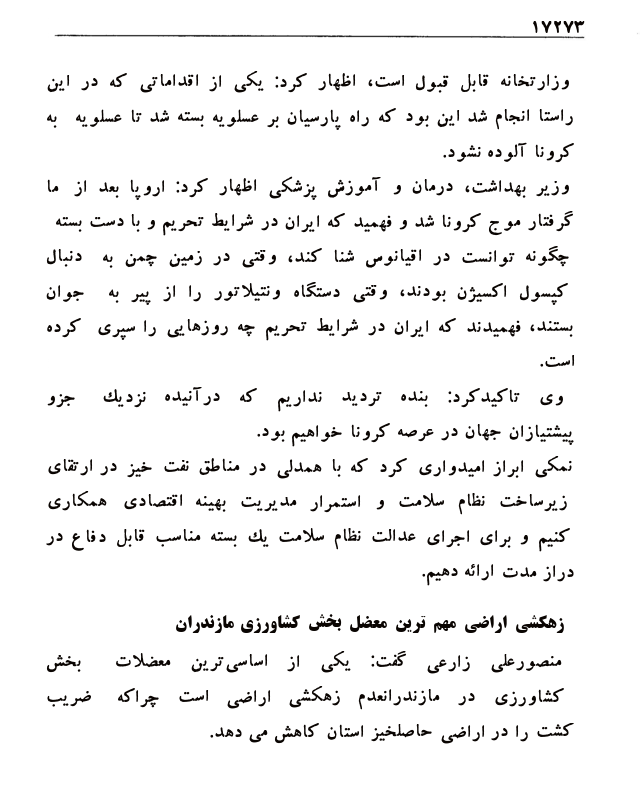 ۱۷۲۷۳
وزارتخانه قابل قبول است، اظهار کرد: یکی از اقداماتی که در این
راستا انجام شد این بود که راه پارسیان بر عسلویه بسته شد تا عسلویه به
کرونا آلوده نشود.
وزیر بهداشت، درمان و آموزش پزشکی اظهار کرد: اروپا بعد از ما
گرفتار موج کرونا شد و فهمید که ایران در شرایط تحریم و با دست بسته
چگونه توانست در اقیانوس شنا کند، وقتی در زمین چمن به دنبال
کپسول اکسیژن بودند، وقتی دستگاه ونتیلاتور را از پیر به جوان
بستند، فهمیدند که ایران در شرایط تحریم چه روزهایی را سپری کرده
است.
وی تاکیدکرد: بنده تردید نداریم که درآنیده نزدیك جزو
پیشتیازان جهان در عرصه کرونا خواهیم بود.
نمکی ابراز امیدواری کرد که با همدلی در مناطق نفت خیز در ارتقای
زیرساخت نظام سلامت و استمرار مدیریت بهینه اقتصادی همکاری
کنیم و برای اجرای عدالت نظام سلامت یك بسته مناسب قابل دفاع در
دراز مدت ارائه دهیم.
زهکشی اراضی مهم ترین معضل بخش کشاورزی مازندران
منصورعلی زارعی گفت: یکی از اساسی‌ترین معضلات بخش
کشاورزی در مازندرانعدم زهکشی اراضی است چراکه ضریب
کشت را در اراضی حاصلخیز استان کاهش می دهد.